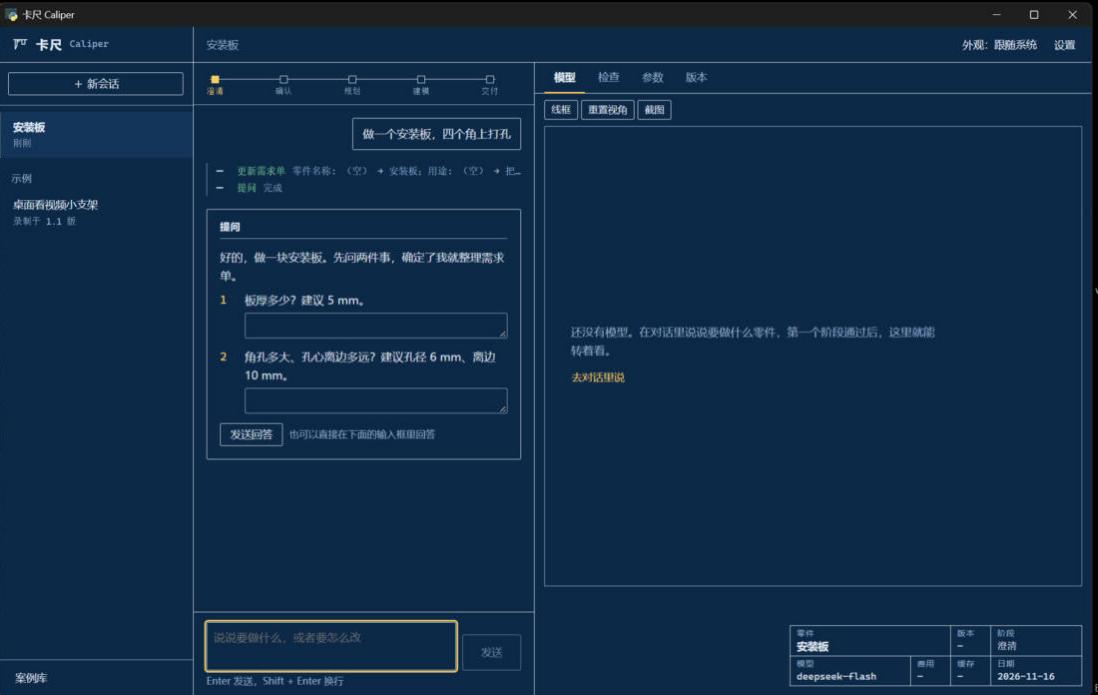 卡尺 Caliper
卡尺 Caliper
安装板
外观：跟随系统 设置
+ 新会话
安装板
刚刚
示例
桌面看视频小支架
录制于 1.1 版
案例库
澄清 确认 规划 建模 交付
做一个安装板，四个角上打孔
更新需求单 零件名称：（空） → 安装板；用途：（空） → 把…
提问 完成
提问
好的，做一块安装板。先问两件事，确定了我就整理需求
单。
1 板厚多少？建议 5 mm。
2 角孔多大、孔心离边多远？建议孔径 6 mm、离边
10 mm。
发送回答 也可以直接在下面的输入框里回答
说说要做什么，或者要怎么改
发送
Enter 发送，Shift + Enter 换行
模型 检查 参数 版本
线框 重置视角 截图
还没有模型。在对话里说说要做什么零件，第一个阶段通过后，这里就能
转着看。
去对话里说
零件 版本 阶段
安装板 – 澄清
模型 费用 缓存 日期
deepseek-flash – – 2026-11-16